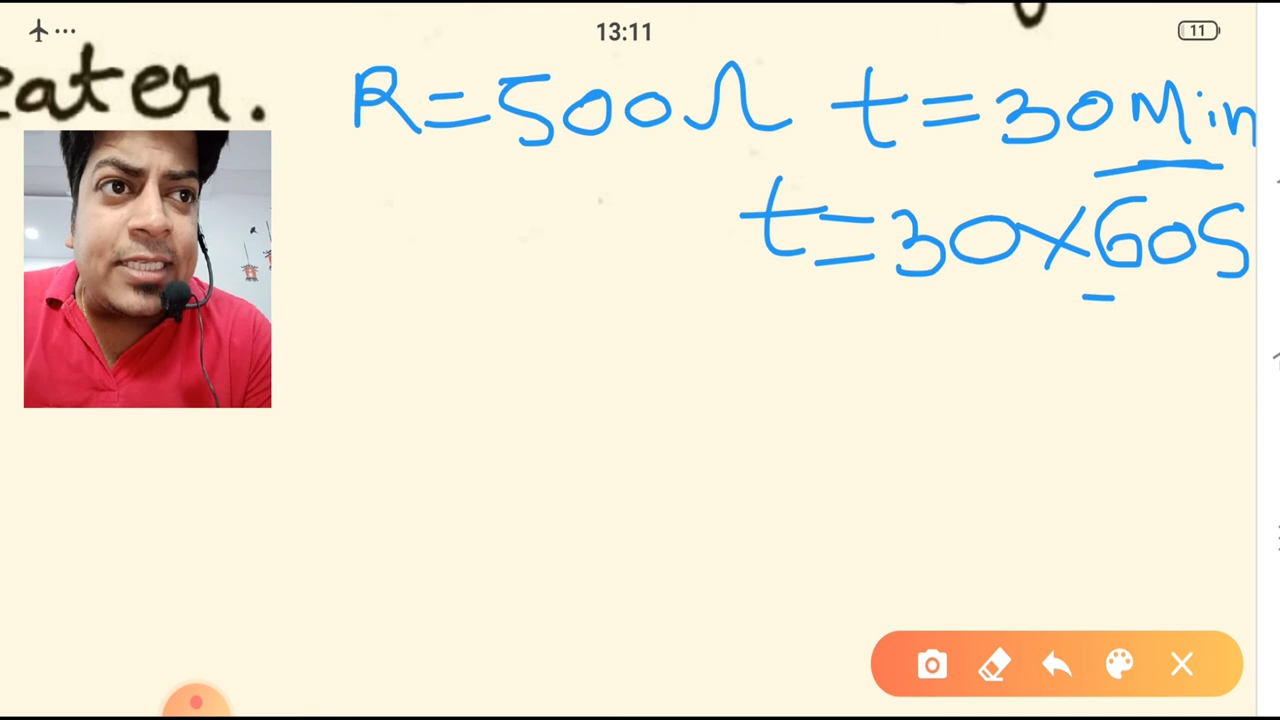 13:11
11
eater.
R=500Ω t=30Min
t=30×60S